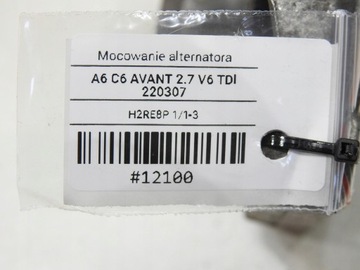 Mocowanie alternatora
A6 C6 AVANT 2.7 V6 TDI
220307
H2RE8P 1/1-3
#12100